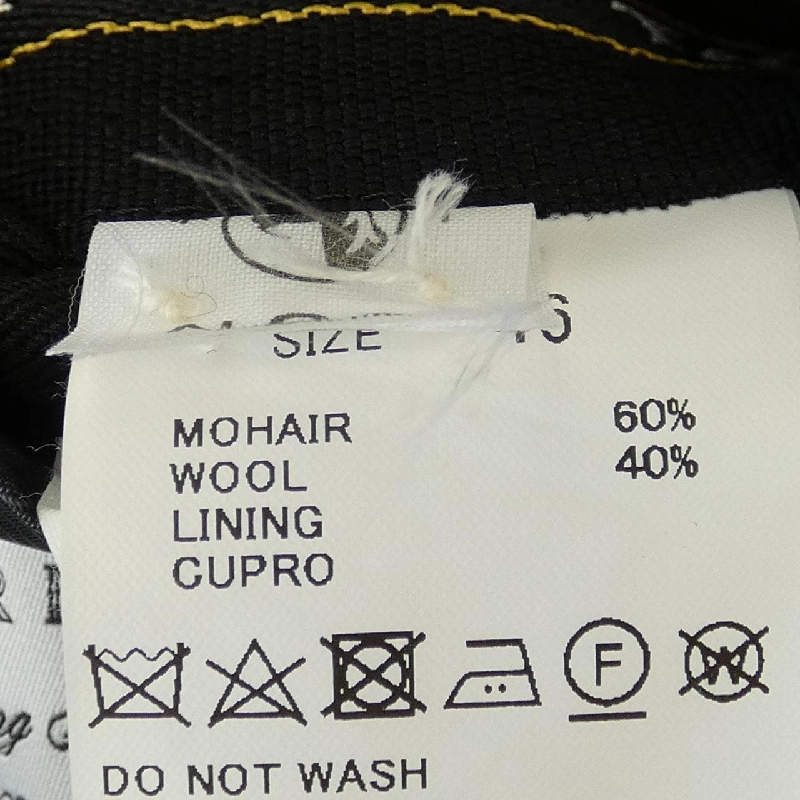 SIZE
MOHAIR 60%
WOOL 40%
LINING
CUPRO
F
W
DO NOT WASH